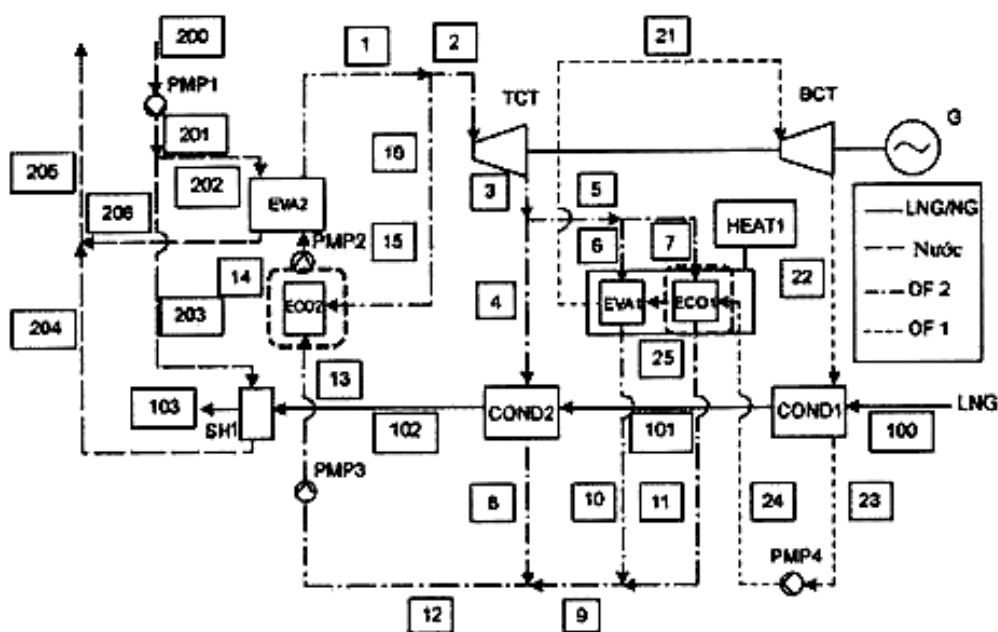 200
1
2
21
PMP1
TCT
BCT
G
201
16
205
202
3
5
HEAT1
LNG/NG
206
EVA2
6
7
Nước
PMP2
15
22
OF 2
14
ECO2
4
EVA1
ECO1
OF 1
204
203
25
13
103
COND2
COND1
LNG
SH1
102
101
100
PMP3
8
10
11
24
23
PMP4
12
9